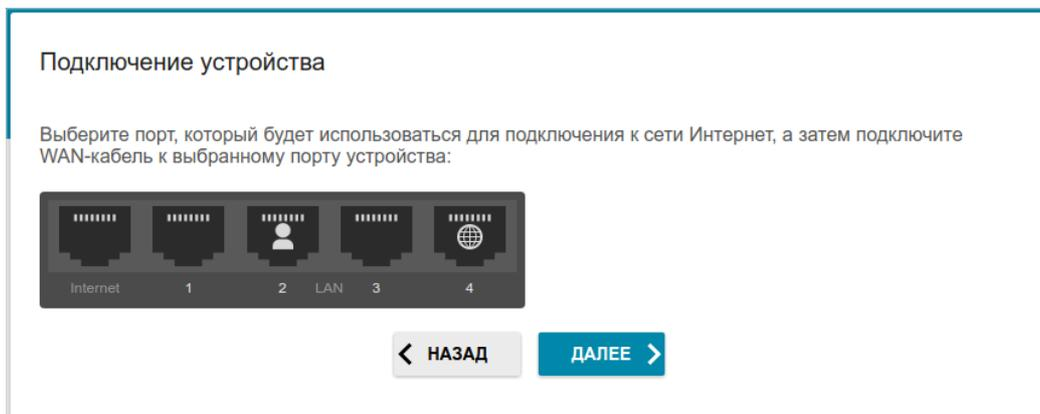 Подключение устройства
Выберите порт, который будет использоваться для подключения к сети Интернет, а затем подключите
WAN-кабель к выбранному порту устройства:
Internet 1 2 LAN 3 4
НАЗАД ДАЛЕЕ